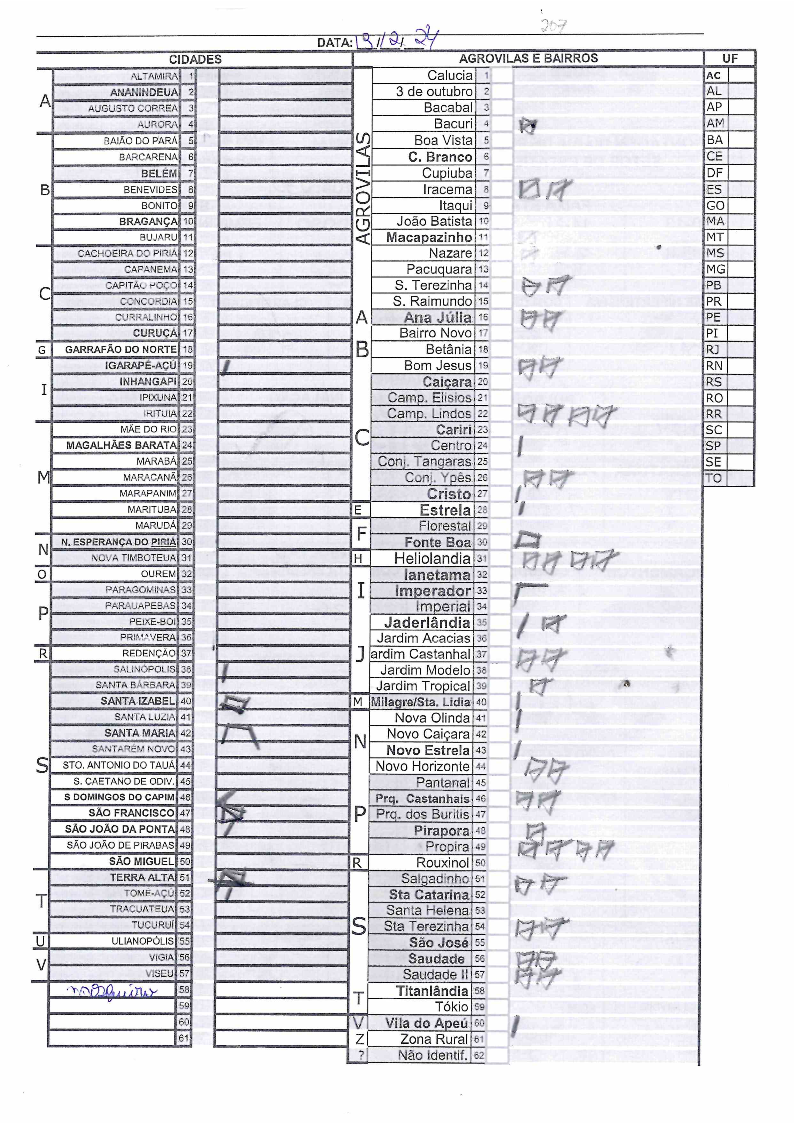 207
DATA: 19/2/24
CIDADES
AGROVILAS E BAIRROS
UF
A
ALTAMIRA 1
ANANINDEUA 2
AUGUSTO CORREA 3
AURORA 4
B
BAIÃO DO PARÁ 5
BARCARENA 6
BELÉM 7
BENEVIDES 8
BONITO 9
BRAGANÇA 10
BUJARU 11
C
CACHOEIRA DO PIRIA 12
CAPANEMA 13
CAPITÃO POÇO 14
CONCORDIA 15
CURRALINHO 16
CURUÇA 17
G
GARRAFÃO DO NORTE 18
I
IGARAPÉ-AÇÚ 19
INHANGAPI 20
IPIXUNA 21
IRITUIA 22
M
MÃE DO RIO 23
MAGALHÃES BARATA 24
MARABÁ 25
MARACANÃ 26
MARAPANIM 27
MARITUBA 28
MARUDÁ 29
N
N. ESPERANÇA DO PIRIA 30
NOVA TIMBOTEUA 31
O
OUREM 32
P
PARAGOMINAS 33
PARAUAPEBAS 34
PEIXE-BOI 35
PRIMAVERA 36
R
REDENÇÃO 37
S
SALINÓPOLIS 38
SANTA BÁRBARA 39
SANTA IZABEL 40
SANTA LUZIA 41
SANTA MARIA 42
SANTARÉM NOVO 43
STO. ANTONIO DO TAUÁ 44
S. CAETANO DE ODIV. 45
S DOMINGOS DO CAPIM 46
SÃO FRANCISCO 47
SÃO JOÃO DA PONTA 48
SÃO JOÃO DE PIRABAS 49
SÃO MIGUEL 50
T
TERRA ALTA 51
TOME-AÇÚ 52
TRACUATEUA 53
TUCURUÍ 54
U
ULIANOPÓLIS 55
V
VIGIA 56
VISEU 57
58
59
60
61
AGROVILAS
Calucia 1
3 de outubro 2
Bacabal 3
Bacuri 4
Boa Vista 5
C. Branco 6
Cupiuba 7
Iracema 8
Itaqui 9
João Batista 10
Macapazinho 11
Nazare 12
Pacuquara 13
S. Terezinha 14
S. Raimundo 15
A
Ana Júlia 16
B
Bairro Novo 17
Betânia 18
Bom Jesus 19
C
Caiçara 20
Camp. Elisios 21
Camp. Lindos 22
Cariri 23
Centro 24
Conj. Tangaras 25
Conj. Ypês 26
Cristo 27
E
Estrela 28
F
Florestal 29
Fonte Boa 30
H
Heliolandia 31
I
Ianetama 32
Imperador 33
Imperial 34
J
Jaderlândia 35
Jardim Acacias 36
ardim Castanhal 37
Jardim Modelo 38
Jardim Tropical 39
M
Milagre/Sta. Lidia 40
N
Nova Olinda 41
Novo Caiçara 42
Novo Estrela 43
Novo Horizonte 44
P
Pantanal 45
Prq. Castanhais 46
Prq. dos Buritis 47
Pirapora 48
Propira 49
R
Rouxinol 50
S
Salgadinho 51
Sta Catarina 52
Santa Helena 53
Sta Terezinha 54
São José 55
Saudade 56
Saudade II 57
T
Titanlândia 58
Tókio 59
V
Vila do Apeú 60
Z
Zona Rural 61
?
Não Identif. 62
AC
AL
AP
AM
BA
CE
DF
ES
GO
MA
MT
MS
MG
PB
PR
PE
PI
RJ
RN
RS
RO
RR
SC
SP
SE
TO